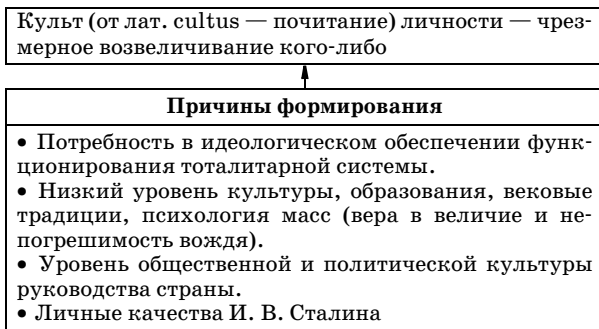 Культ (от лат. cultus — почитание) личности — чрез-
мерное возвеличивание кого-либо
Причины формирования
• Потребность в идеологическом обеспечении функ-
ционирования тоталитарной системы.
• Низкий уровень культуры, образования, вековые
традиции, психология масс (вера в величие и не-
погрешимость вождя).
• Уровень общественной и политической культуры
руководства страны.
• Личные качества И. В. Сталина